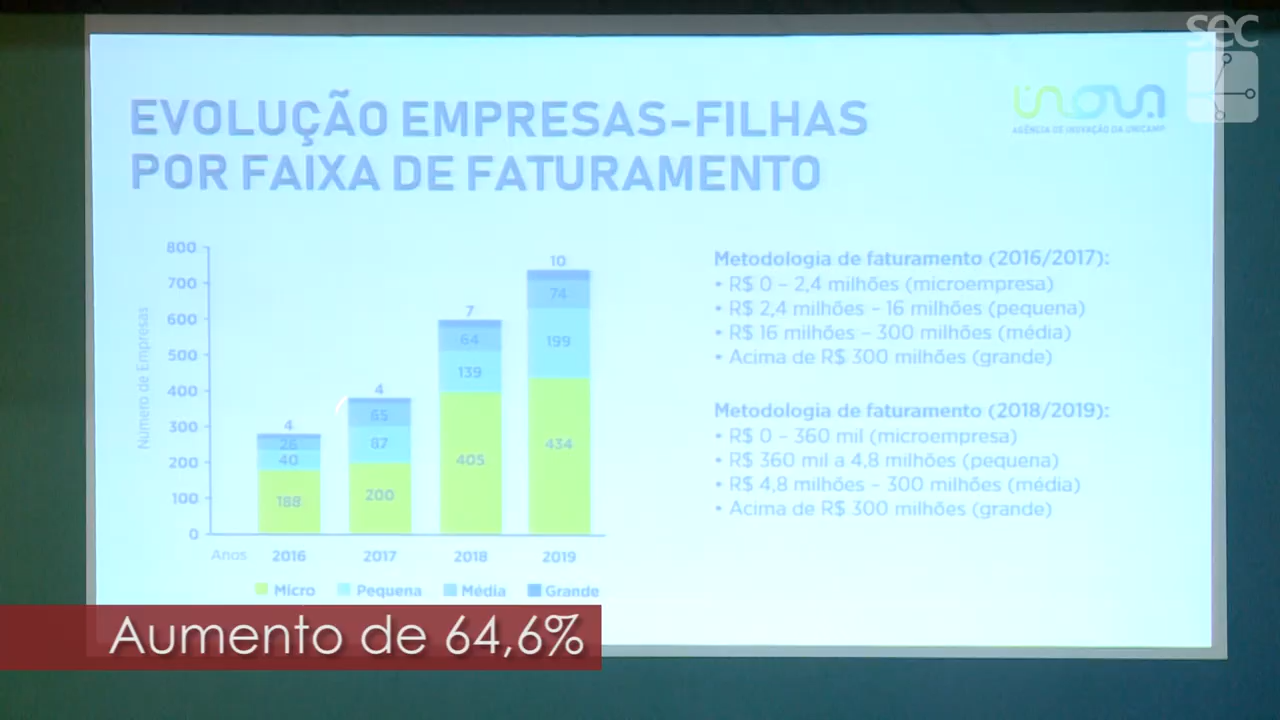 sec
EVOLUÇÃO EMPRESAS-FILHAS
POR FAIXA DE FATURAMENTO
inova
AGÊNCIA DE INOVAÇÃO DA UNICAMP
Número de Empresas
800
700
600
500
400
300
200
100
0
4
26
40
188
4
65
87
200
7
64
139
405
10
74
199
434
Anos 2016 2017 2018 2019
Micro Pequena Média Grande
Metodologia de faturamento (2016/2017):
• R$ 0 – 2,4 milhões (microempresa)
• R$ 2,4 milhões – 16 milhões (pequena)
• R$ 16 milhões – 300 milhões (média)
• Acima de R$ 300 milhões (grande)
Metodologia de faturamento (2018/2019):
• R$ 0 – 360 mil (microempresa)
• R$ 360 mil a 4,8 milhões (pequena)
• R$ 4,8 milhões – 300 milhões (média)
• Acima de R$ 300 milhões (grande)
Aumento de 64,6%